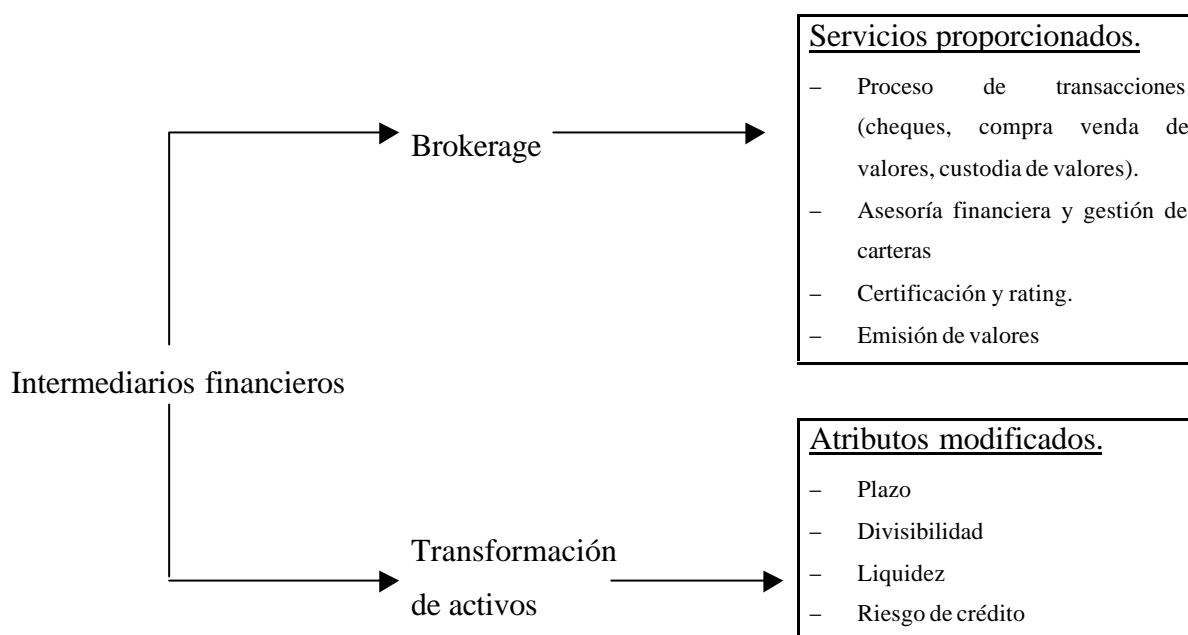 Servicios proporcionados.
– Proceso de transacciones
(cheques, compra venda de
valores, custodia de valores).
– Asesoría financiera y gestión de
carteras
– Certificación y rating.
– Emisión de valores
Brokerage
Intermediarios financieros
Transformación
de activos
Atributos modificados.
– Plazo
– Divisibilidad
– Liquidez
– Riesgo de crédito